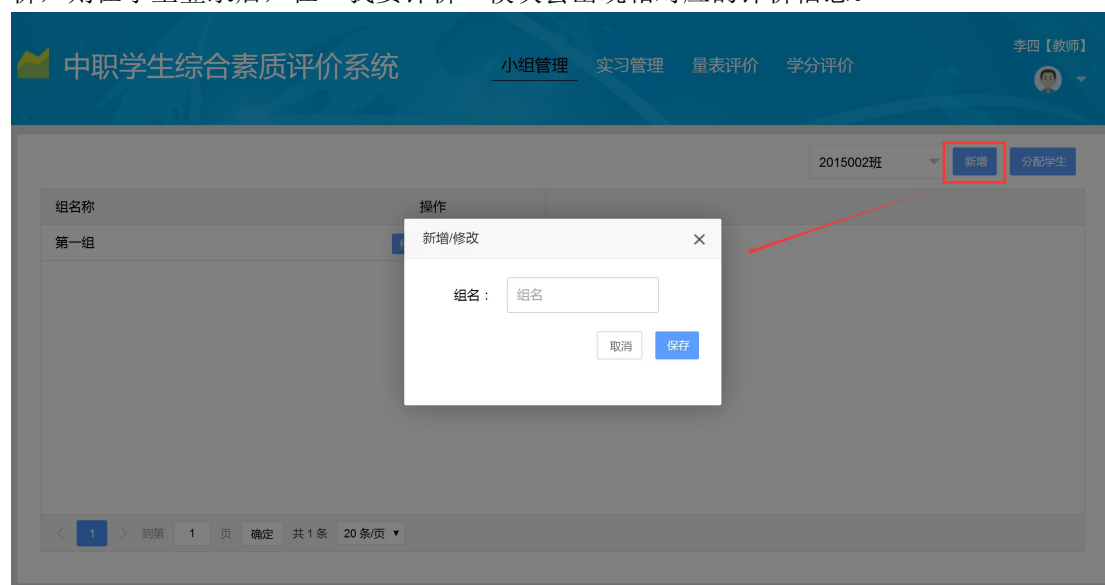 李四【教师】
中职学生综合素质评价系统 小组管理 实习管理 量表评价 学分评价
2015002班 新增 分配学生
组名称 操作
第一组
新增/修改
组名： 组名
取消 保存
1 到第 1 页 确定 共 1 条 20 条/页